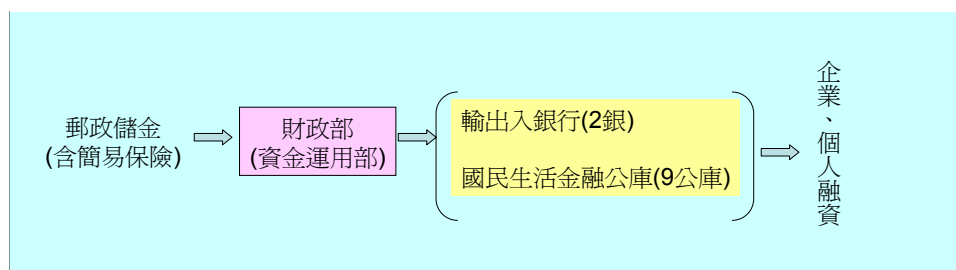 郵政儲金
(含簡易保險)
財政部
(資金運用部)
輸出入銀行(2銀)
國民生活金融公庫(9公庫)
企業、個人融資